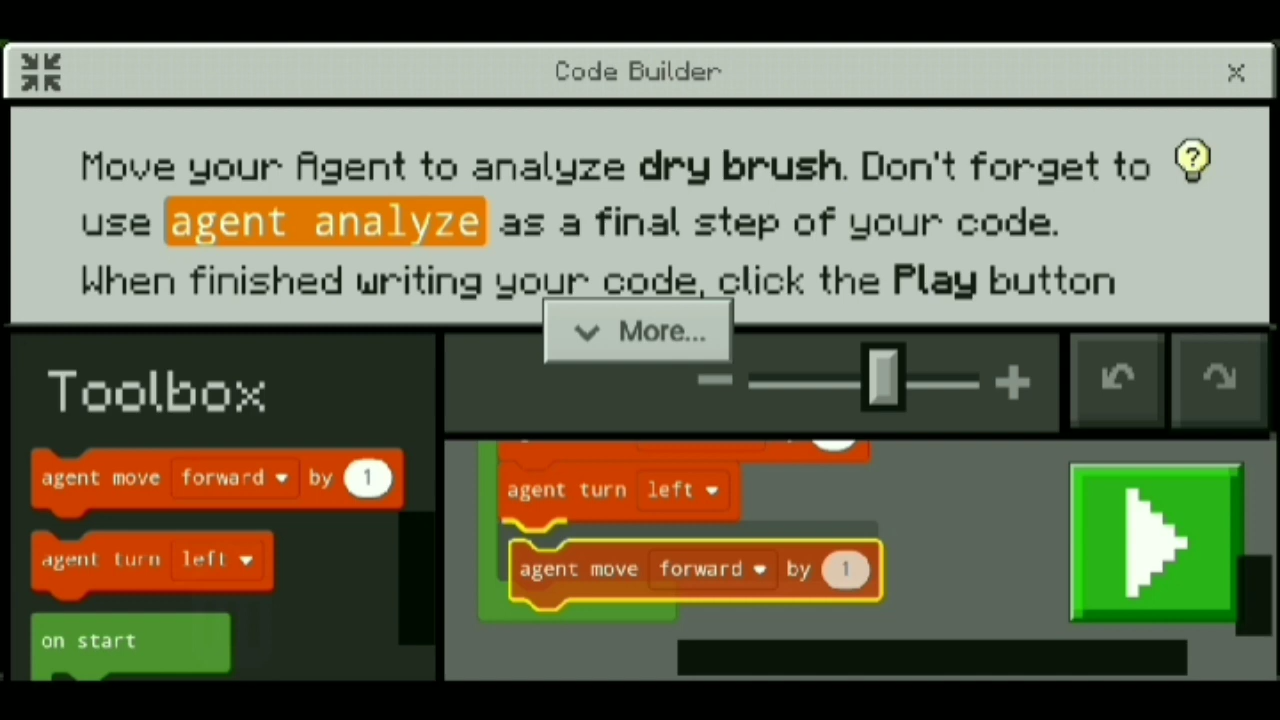 Code Builder
Move your Agent to analyze dry brush. Don't forget to
use agent analyze as a final step of your code.
When finished writing your code, click the Play button
More...
Toolbox
agent move forward by 1
agent turn left
on start
agent turn left
agent move forward by 1